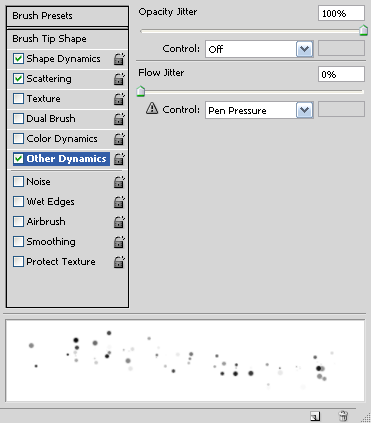 Brush Presets
Brush Tip Shape
Shape Dynamics
Scattering
Texture
Dual Brush
Color Dynamics
Other Dynamics
Noise
Wet Edges
Airbrush
Smoothing
Protect Texture
Opacity Jitter 100%
Control: Off
Flow Jitter 0%
Control: Pen Pressure